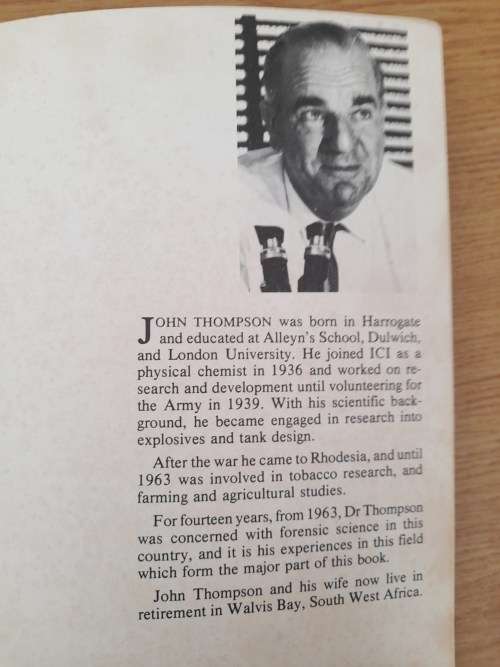 JOHN THOMPSON was born in Harrogate
and educated at Alleyn's School, Dulwich,
and London University. He joined ICI as a
physical chemist in 1936 and worked on re-
search and development until volunteering for
the Army in 1939. With his scientific back-
ground, he became engaged in research into
explosives and tank design.
After the war he came to Rhodesia, and until
1963 was involved in tobacco research, and
farming and agricultural studies.
For fourteen years, from 1963, Dr Thompson
was concerned with forensic science in this
country, and it is his experiences in this field
which form the major part of this book.
John Thompson and his wife now live in
retirement in Walvis Bay, South West Africa.